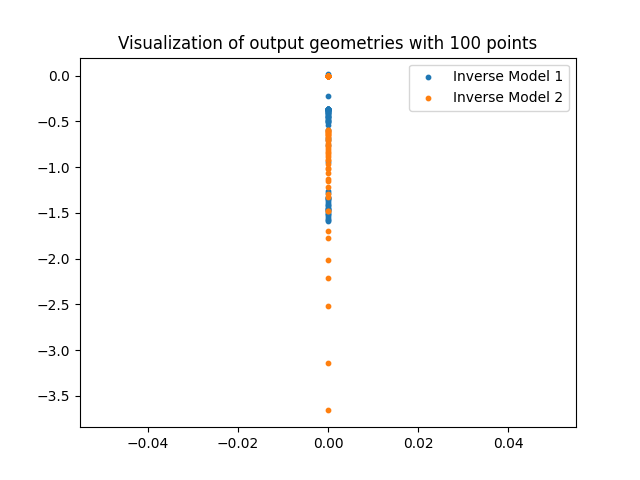 Visualization of output geometries with 100 points
Inverse Model 1
Inverse Model 2
0.0
−0.5
−1.0
−1.5
−2.0
−2.5
−3.0
−3.5
−0.04 −0.02 0.00 0.02 0.04